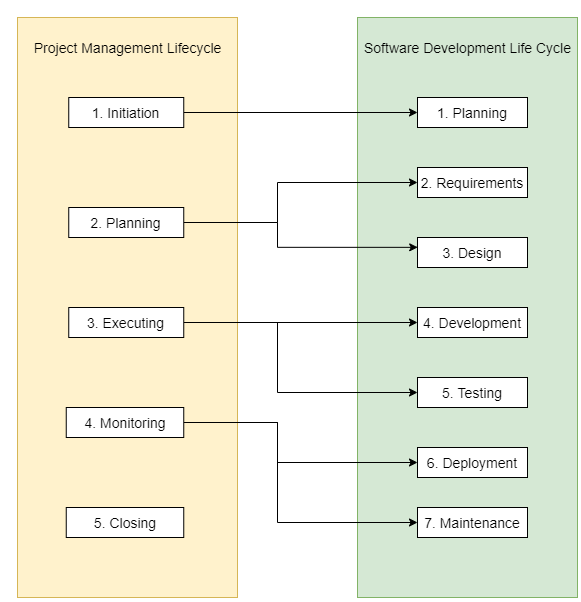 Project Management Lifecycle
1. Initiation
2. Planning
3. Executing
4. Monitoring
5. Closing
Software Development Life Cycle
1. Planning
2. Requirements
3. Design
4. Development
5. Testing
6. Deployment
7. Maintenance